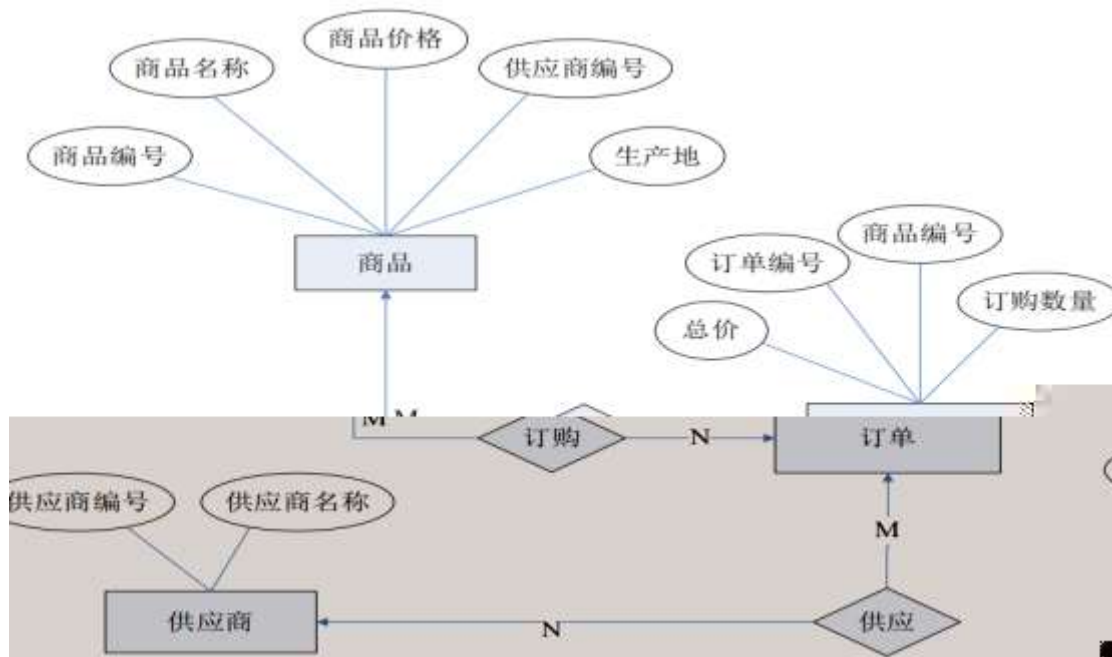 商品价格
商品名称
供应商编号
商品编号
生产地
商品
商品编号
订单编号
订购数量
总价
M
订购
N
订单
供应商编号
供应商名称
M
供应商
N
供应